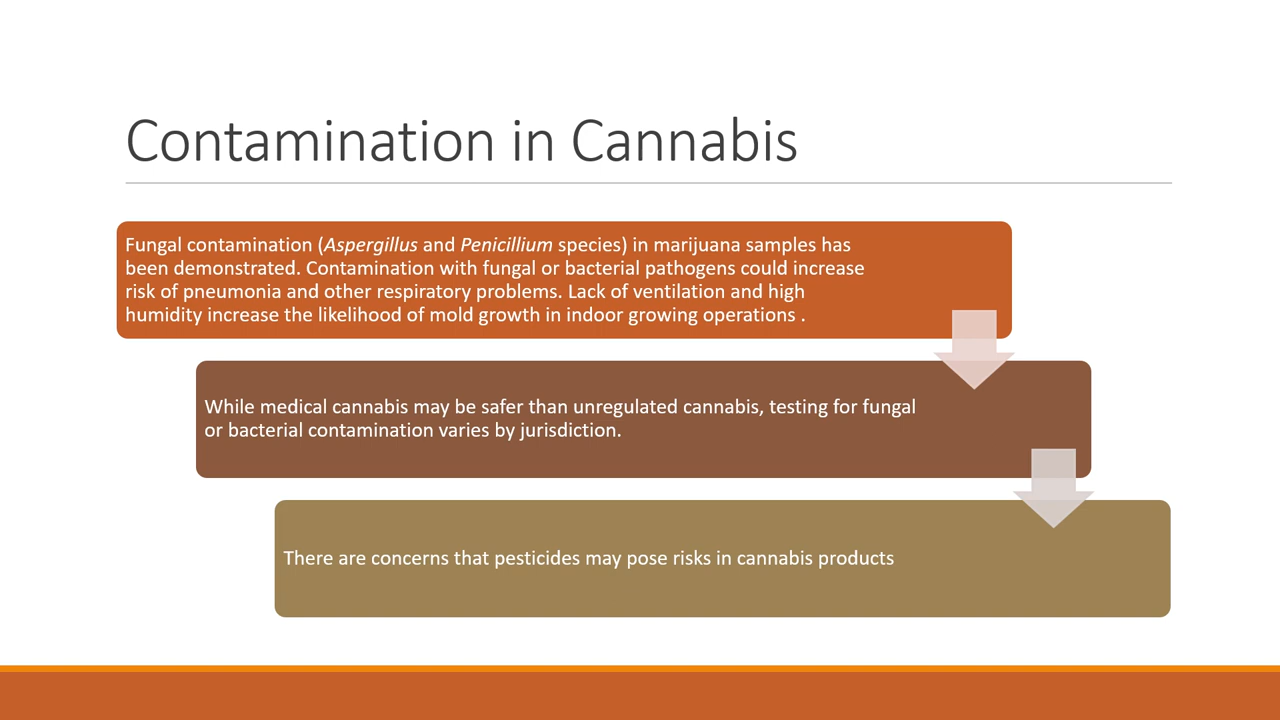 Contamination in Cannabis
Fungal contamination (Aspergillus and Penicillium species) in marijuana samples has
been demonstrated. Contamination with fungal or bacterial pathogens could increase
risk of pneumonia and other respiratory problems. Lack of ventilation and high
humidity increase the likelihood of mold growth in indoor growing operations .
While medical cannabis may be safer than unregulated cannabis, testing for fungal
or bacterial contamination varies by jurisdiction.
There are concerns that pesticides may pose risks in cannabis products